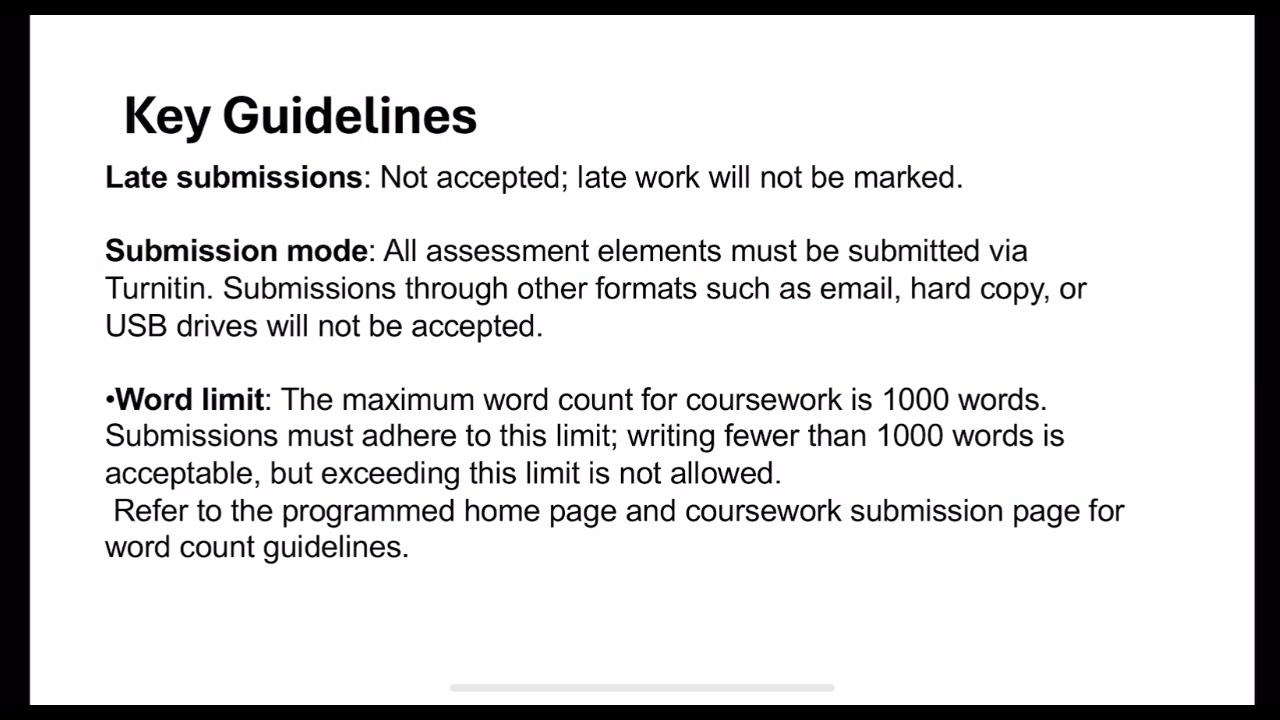 Key Guidelines
Late submissions: Not accepted; late work will not be marked.
Submission mode: All assessment elements must be submitted via
Turnitin. Submissions through other formats such as email, hard copy, or
USB drives will not be accepted.
•Word limit: The maximum word count for coursework is 1000 words.
Submissions must adhere to this limit; writing fewer than 1000 words is
acceptable, but exceeding this limit is not allowed.
Refer to the programmed home page and coursework submission page for
word count guidelines.